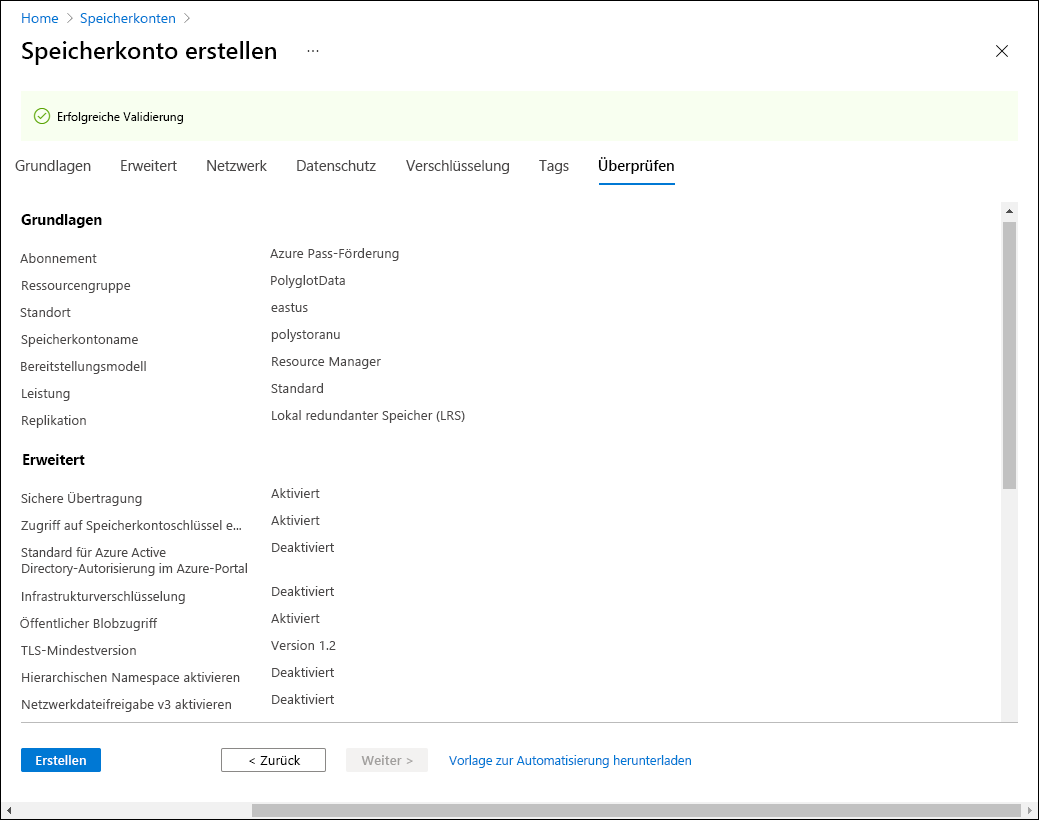 Home > Speicherkonten >
Speicherkonto erstellen ...
Erfolgreiche Validierung
Grundlagen Erweitert Netzwerk Datenschutz Verschlüsselung Tags Überprüfen
Grundlagen
Abonnement Azure Pass-Förderung
Ressourcengruppe PolyglotData
Standort eastus
Speicherkontoname polystoranu
Bereitstellungsmodell Resource Manager
Leistung Standard
Replikation Lokal redundanter Speicher (LRS)
Erweitert
Sichere Übertragung Aktiviert
Zugriff auf Speicherkontoschlüssel e... Aktiviert
Standard für Azure Active Deaktiviert
Directory-Autorisierung im Azure-Portal
Infrastrukturverschlüsselung Deaktiviert
Öffentlicher Blobzugriff Aktiviert
TLS-Mindestversion Version 1.2
Hierarchischen Namespace aktivieren Deaktiviert
Netzwerkdateifreigabe v3 aktivieren Deaktiviert
Erstellen < Zurück Weiter > Vorlage zur Automatisierung herunterladen